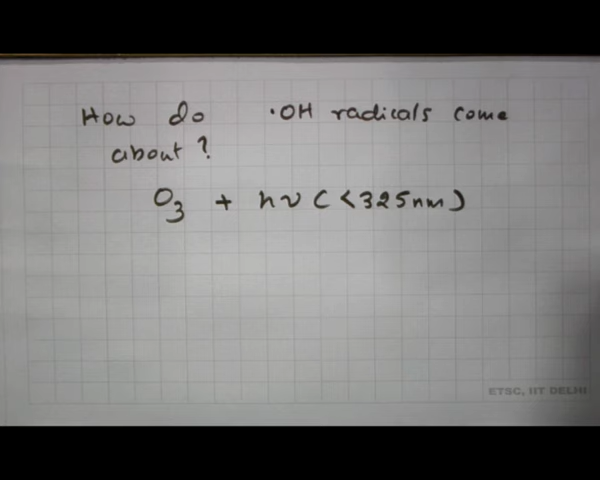 How do ·OH radicals come
about?
O₃ + hν (<325nm)
ETSC, IIT DELHI